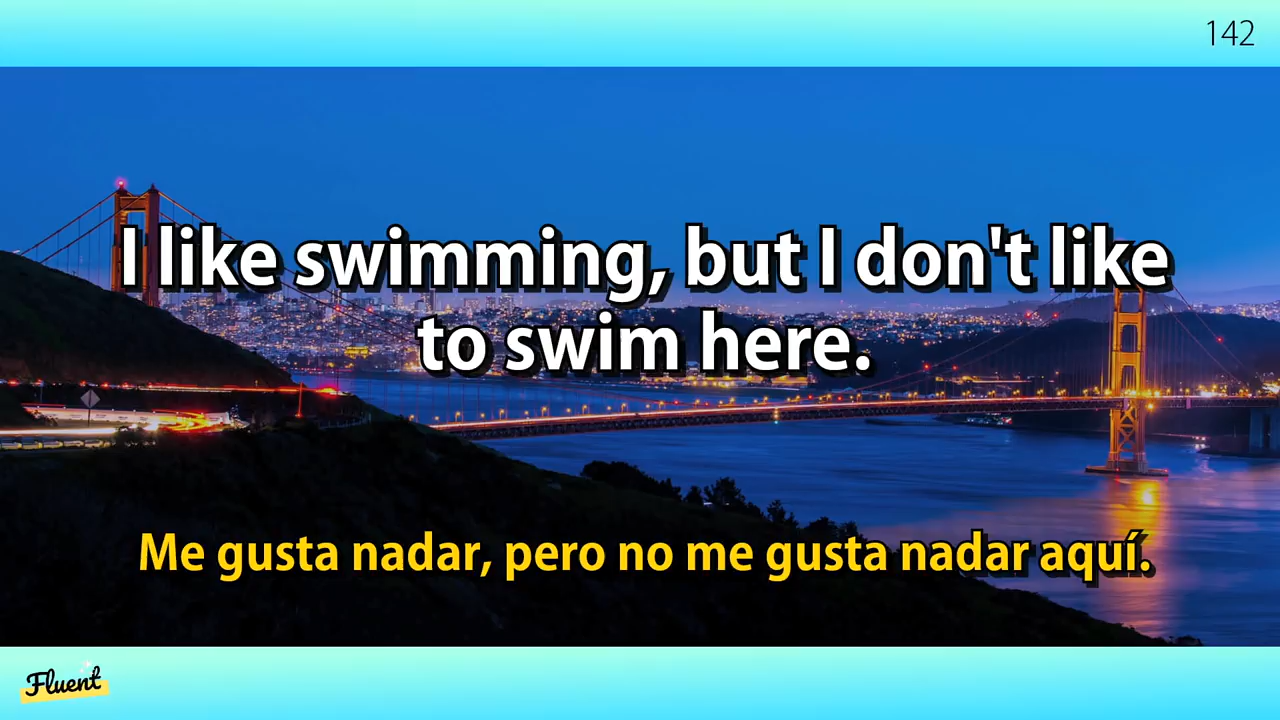 142
I like swimming, but I don't like
to swim here.
Me gusta nadar, pero no me gusta nadar aquí.
Fluent